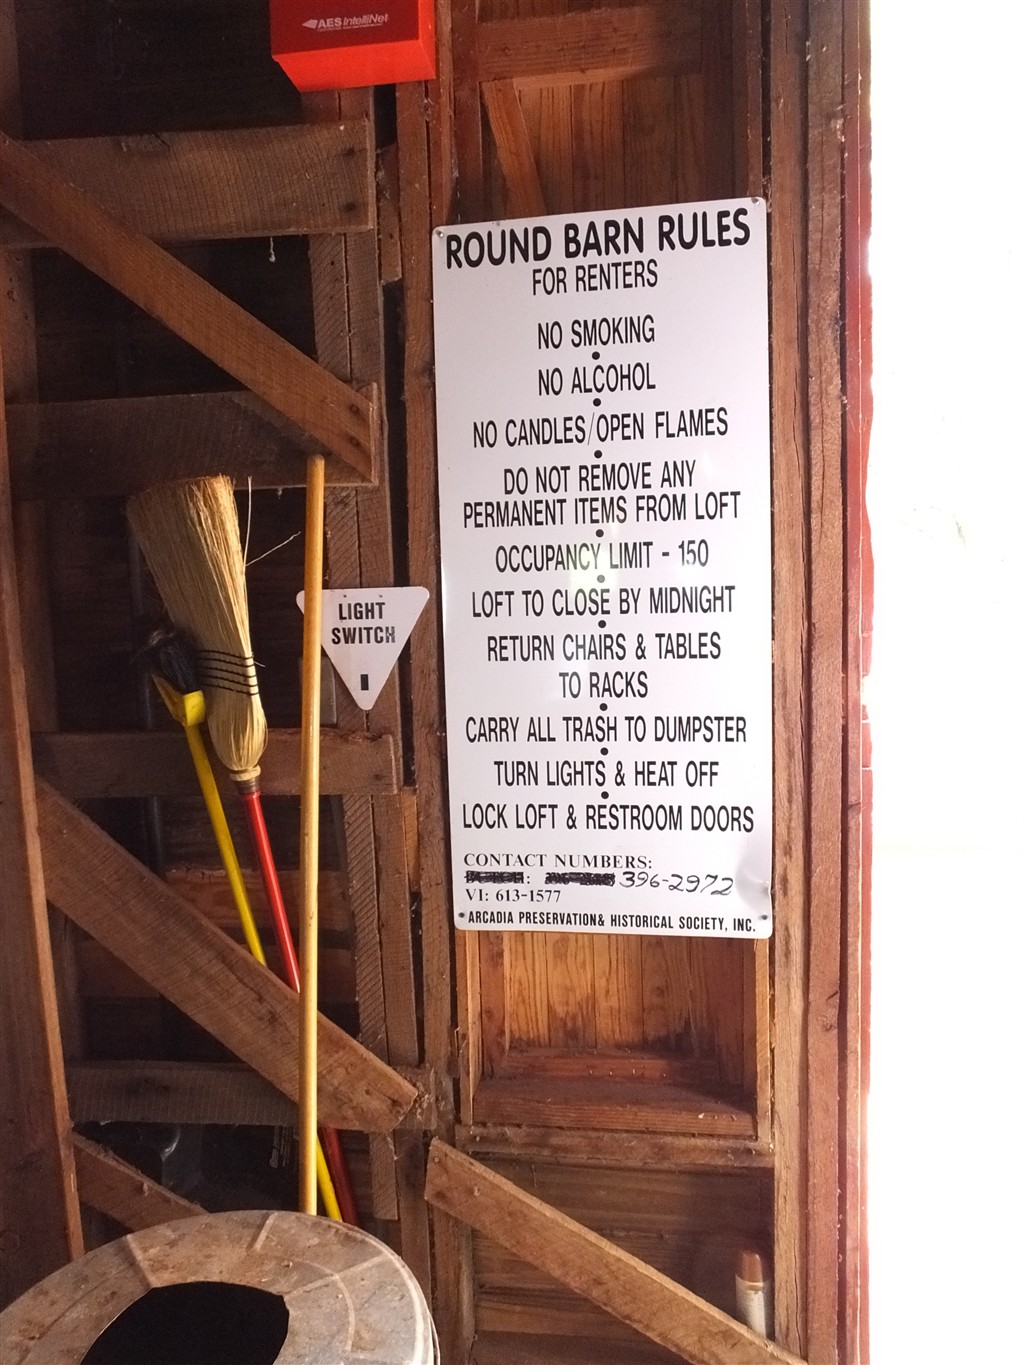 AES IntelliNet
ROUND BARN RULES
FOR RENTERS
NO SMOKING
•
NO ALCOHOL
•
NO CANDLES/OPEN FLAMES
•
DO NOT REMOVE ANY
PERMANENT ITEMS FROM LOFT
•
OCCUPANCY LIMIT - 150
•
LOFT TO CLOSE BY MIDNIGHT
•
RETURN CHAIRS & TABLES
TO RACKS
•
CARRY ALL TRASH TO DUMPSTER
•
TURN LIGHTS & HEAT OFF
•
LOCK LOFT & RESTROOM DOORS
CONTACT NUMBERS:
: 396-2972
VI: 613-1577
ARCADIA PRESERVATION& HISTORICAL SOCIETY, INC.
LIGHT
SWITCH